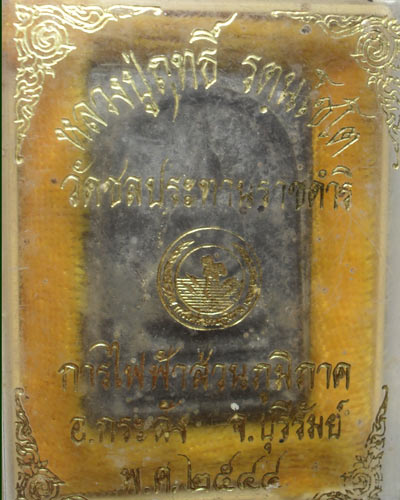 หลวงปู่ฤทธิ์ รตนโชโต
วัดชลประทานราชดำริ
การไฟฟ้าส่วนภูมิภาค
อ.กระสัง จ.บุรีรัมย์
พ.ศ.๒๕๔๔